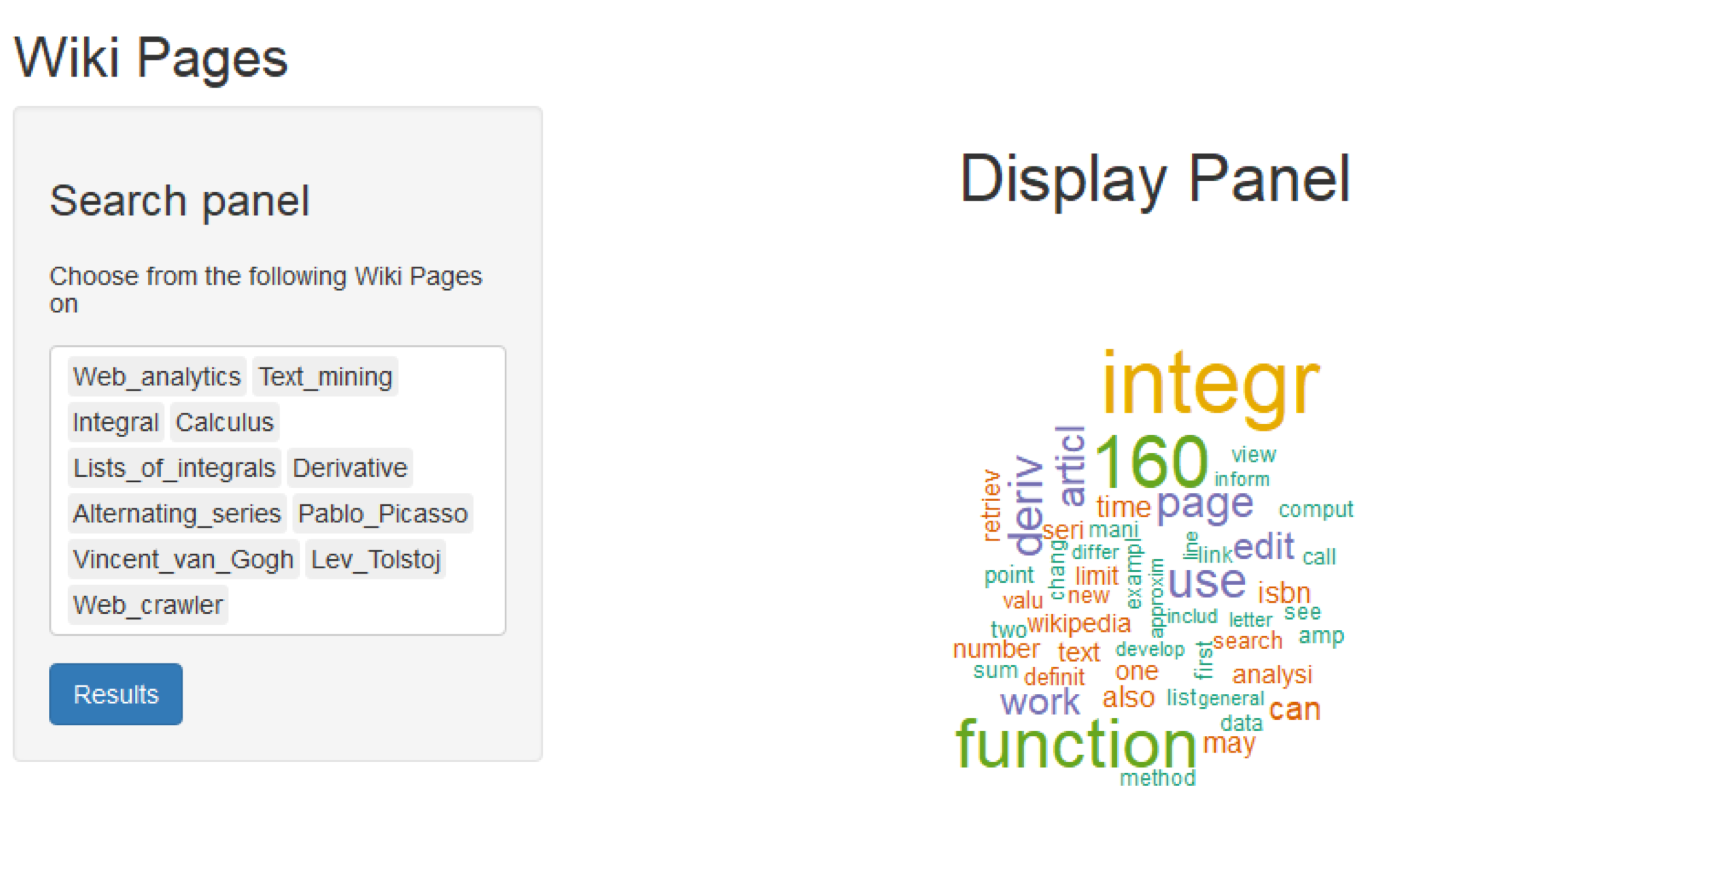 Wiki Pages
Search panel
Choose from the following Wiki Pages
on
Web_analytics Text_mining
Integral Calculus
Lists_of_integrals Derivative
Alternating_series Pablo_Picasso
Vincent_van_Gogh Lev_Tolstoj
Web_crawler
Results
Display Panel
integr
160
view
articl
deriv
retriev
inform
time
page
comput
seri
mani
differ
chang
exampl
line
link
edit
call
point
limit
approxim
use
isbn
valu
new
includ
letter
see
two
wikipedia
number
text
develop
first
search
amp
sum
definit
one
analysi
work
also
list
general
can
data
function
may
method